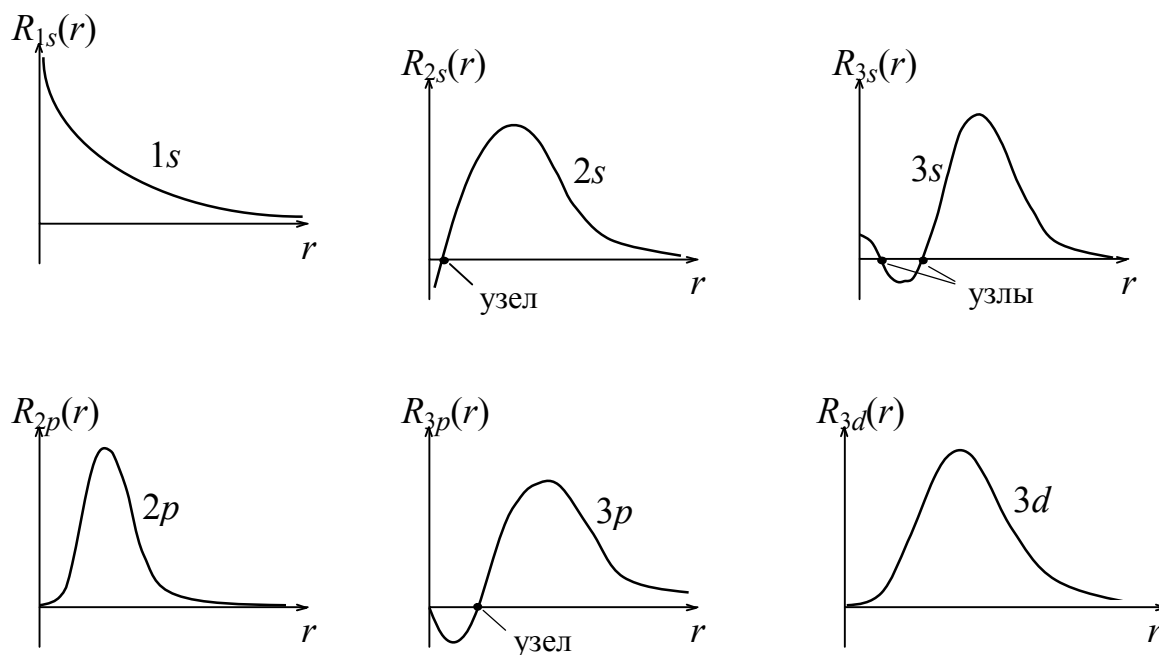 R1s(r)
1s
r
R2s(r)
2s
r
узел
R3s(r)
3s
r
узлы
R2p(r)
2p
r
R3p(r)
3p
r
узел
R3d(r)
3d
r